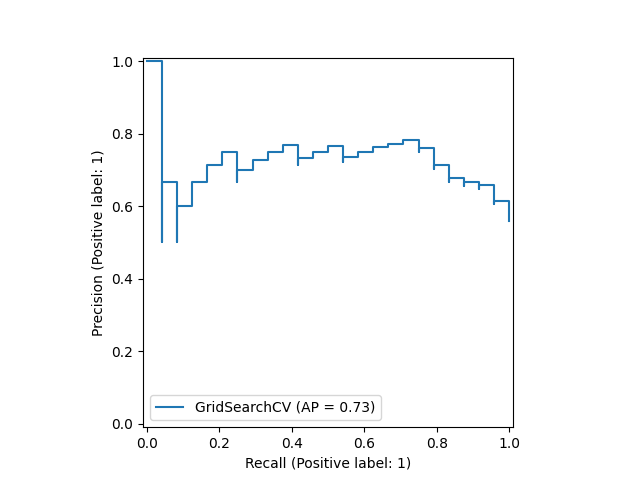 1.0
0.8
0.6
0.4
0.2
0.0
Precision (Positive label: 1)
GridSearchCV (AP = 0.73)
0.0 0.2 0.4 0.6 0.8 1.0
Recall (Positive label: 1)